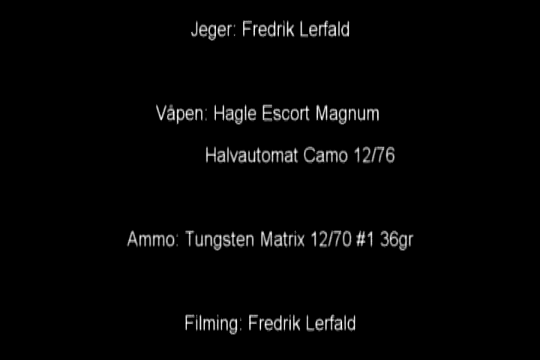 Jeger: Fredrik Lerfald
Våpen: Hagle Escort Magnum
Halvautomat Camo 12/76
Ammo: Tungsten Matrix 12/70 #1 36gr
Filming: Fredrik Lerfald